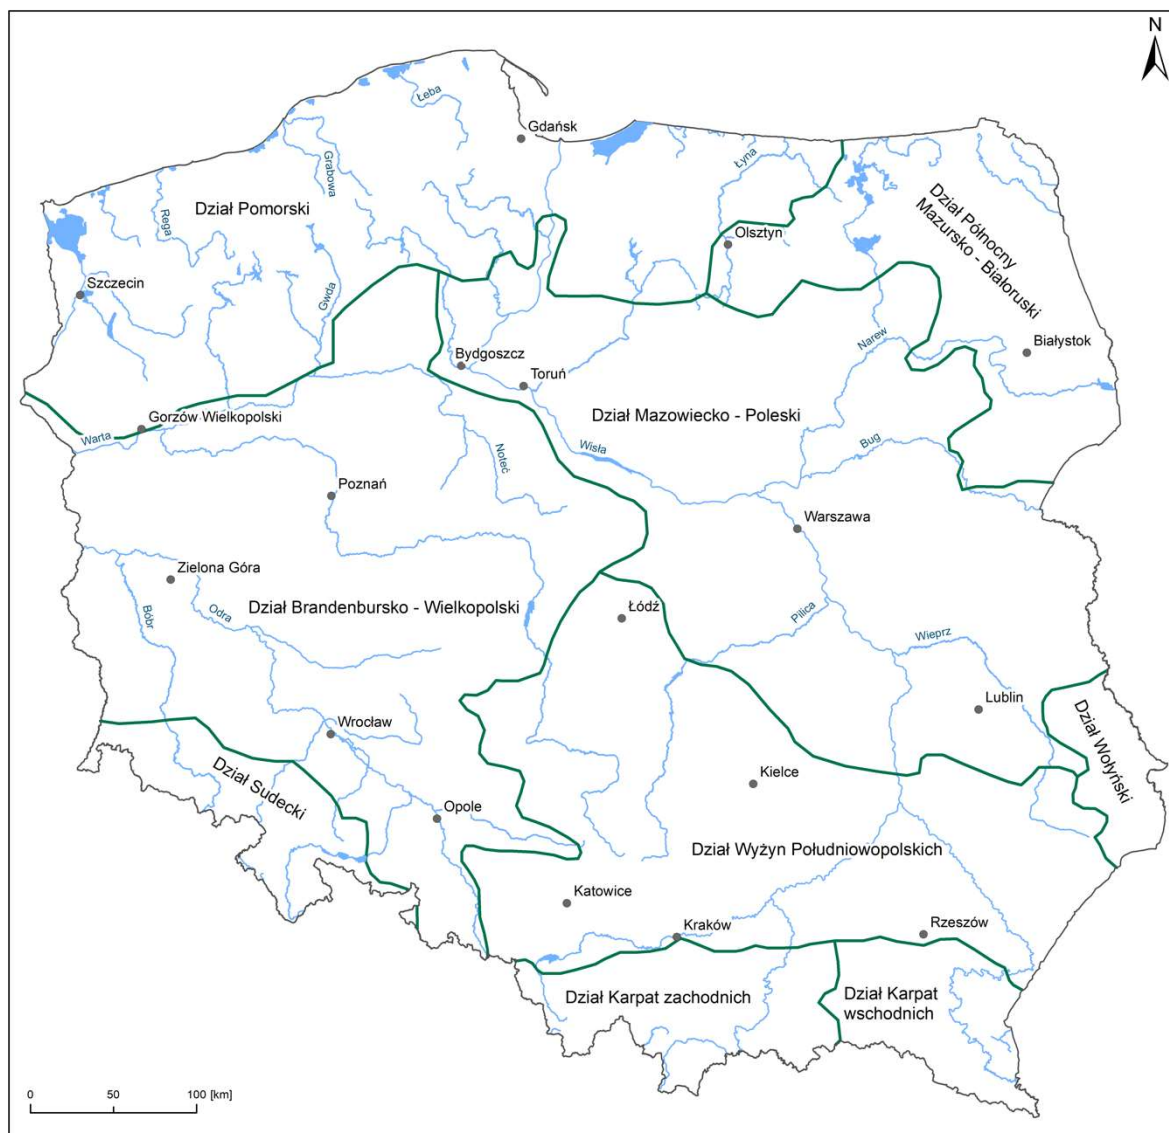 N
Łeba
Gdańsk
Grabowa
Łyna
Rega
Dział Pomorski
Dział Północny
Mazursko - Białoruski
Olsztyn
Szczecin
Gwda
Narew
Białystok
Bydgoszcz
Toruń
Dział Mazowiecko - Poleski
Gorzów Wielkopolski
Warta
Wisła
Bug
Noteć
Poznań
Warszawa
Zielona Góra
Bóbr
Odra
Dział Brandenbursko - Wielkopolski
Łódź
Pilica
Wieprz
Lublin
Dział Wołyński
Wrocław
Dział Sudecki
Kielce
Opole
Dział Wyżyn Południowopolskich
Katowice
Kraków
Rzeszów
Dział Karpat zachodnich
Dział Karpat
wschodnich
0 50 100 [km]